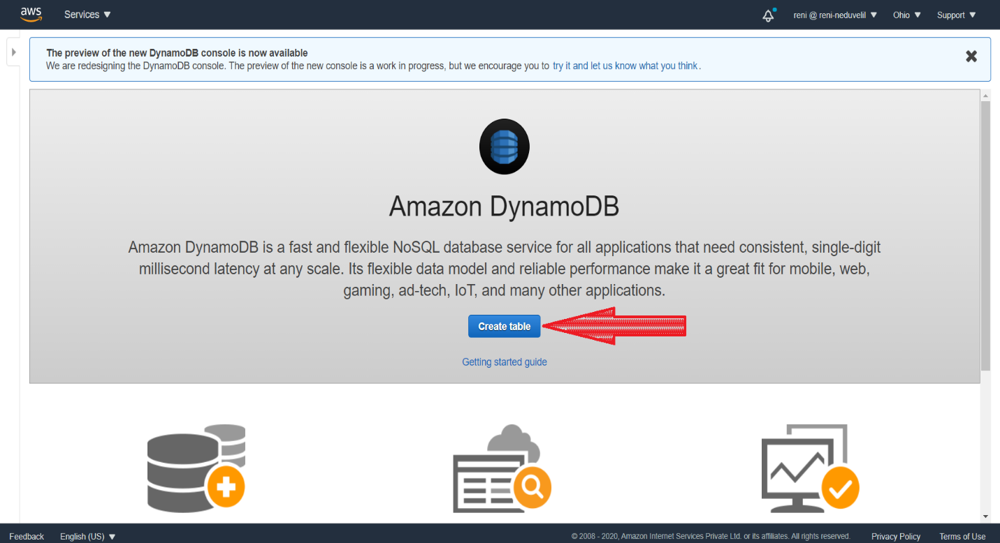 aws
Services
reni @ reni-neduvelil
Ohio
Support
The preview of the new DynamoDB console is now available
We are redesigning the DynamoDB console. The preview of the new console is a work in progress, but we encourage you to try it and let us know what you think.
Amazon DynamoDB
Amazon DynamoDB is a fast and flexible NoSQL database service for all applications that need consistent, single-digit
millisecond latency at any scale. Its flexible data model and reliable performance make it a great fit for mobile, web,
gaming, ad-tech, IoT, and many other applications.
Create table
Getting started guide
Feedback
English (US)
© 2008 - 2020, Amazon Internet Services Private Ltd. or its affiliates. All rights reserved.
Privacy Policy
Terms of Use